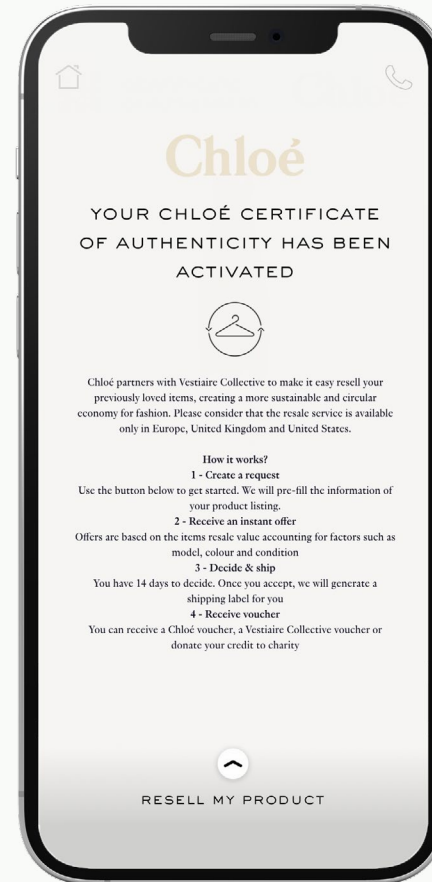 Chloé
YOUR CHLOÉ CERTIFICATE
OF AUTHENTICITY HAS BEEN
ACTIVATED
Chloé partners with Vestiaire Collective to make it easy resell your
previously loved items, creating a more sustainable and circular
economy for fashion. Please consider that the resale service is available
only in Europe, United Kingdom and United States.
How it works?
1 - Create a request
Use the button below to get started. We will pre-fill the information of
your product listing.
2 - Receive an instant offer
Offers are based on the items resale value accounting for factors such as
model, colour and condition
3 - Decide & ship
You have 14 days to decide. Once you accept, we will generate a
shipping label for you
4 - Receive voucher
You can receive a Chloé voucher, a Vestiaire Collective voucher or
donate your credit to charity
RESELL MY PRODUCT